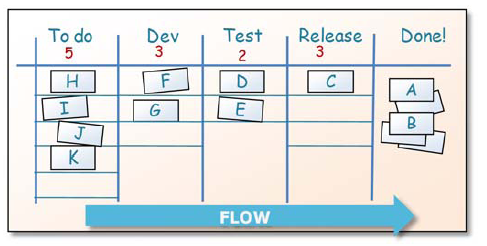 To do Dev Test Release Done!
5 3 2 3
H F D C A
I G E B
J
K
FLOW